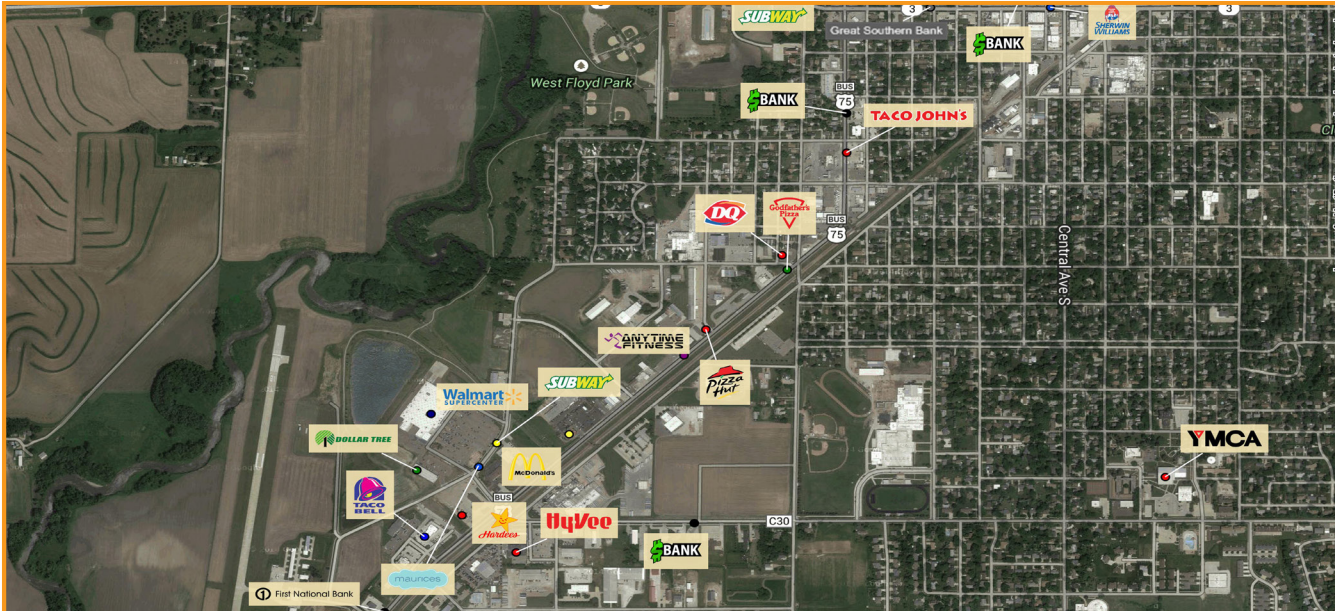 SUBWAY
3
Great Southern Bank
$BANK
SHERWIN
WILLIAMS
3
West Floyd Park
$BANK
BUS
75
TACO JOHN'S
DQ
Godfather's
Pizza
BUS
75
Central Ave S
ANYTIME
FITNESS
Pizza
Hut
SUBWAY
Walmart
SUPERCENTER
DOLLAR TREE
McDonald's
YMCA
TACO
BELL
BUS
Hardees
HyVee
C30
$BANK
maurices
1 First National Bank